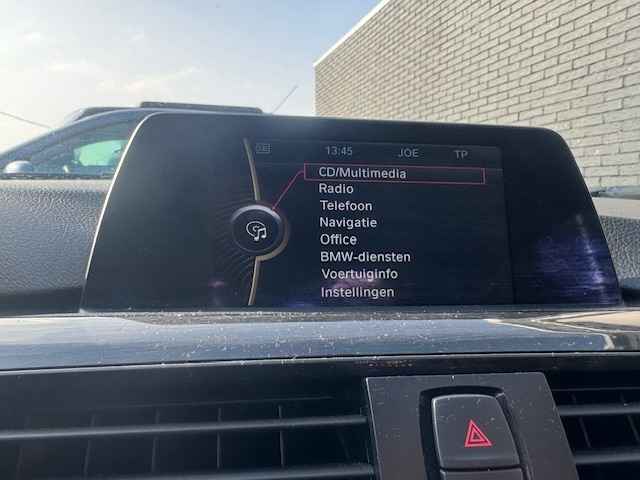 13:45 JOE TP
CD/Multimedia
Radio
Telefoon
Navigatie
Office
BMW-diensten
Voertuiginfo
Instellingen